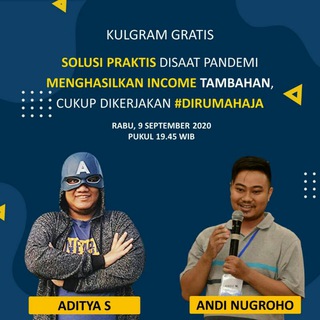 KULGRAM GRATIS
SOLUSI PRAKTIS DISAAT PANDEMI
MENGHASILKAN INCOME TAMBAHAN,
CUKUP DIKERJAKAN #DIRUMAHAJA
RABU, 9 SEPTEMBER 2020
PUKUL 19.45 WIB
A
ADITYA S
ANDI NUGROHO